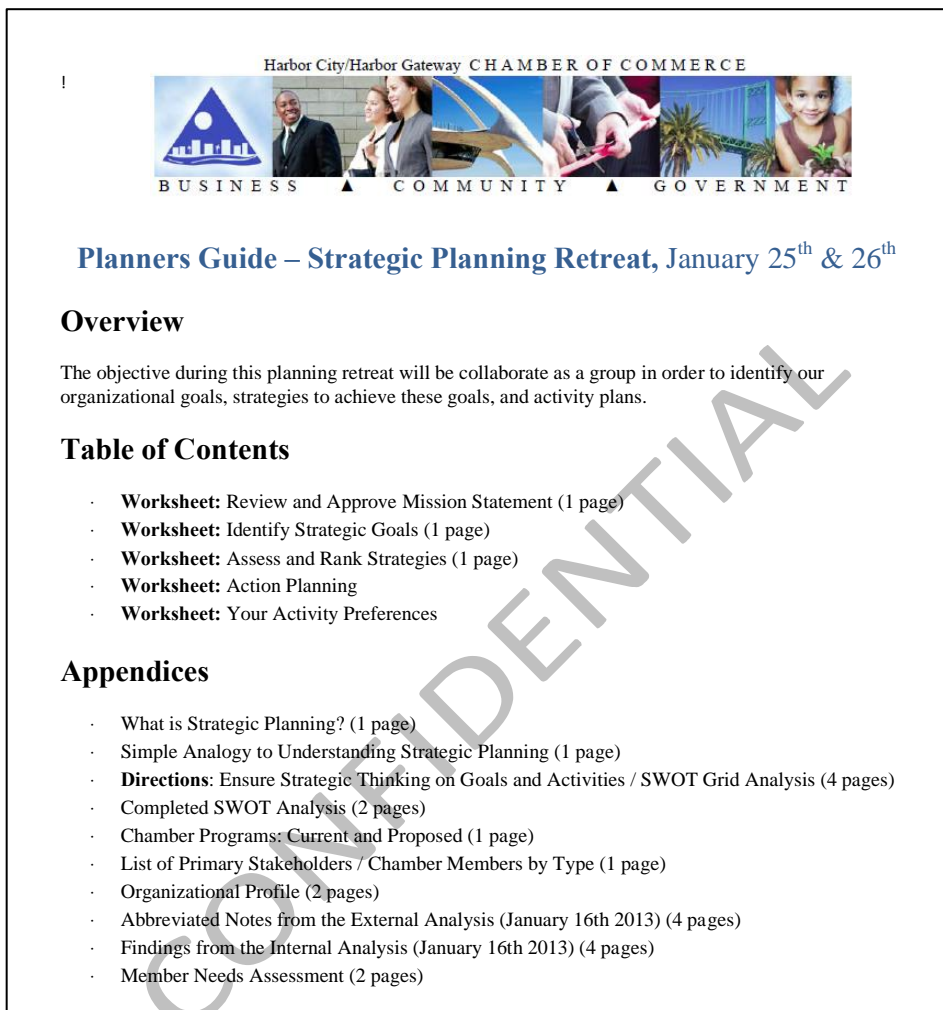 Harbor City/Harbor Gateway CHAMBER OF COMMERCE
!
BUSINESS ▲ COMMUNITY ▲ GOVERNMENT
Planners Guide – Strategic Planning Retreat, January 25th & 26th
Overview
The objective during this planning retreat will be collaborate as a group in order to identify our
organizational goals, strategies to achieve these goals, and activity plans.
Table of Contents
· Worksheet: Review and Approve Mission Statement (1 page)
· Worksheet: Identify Strategic Goals (1 page)
· Worksheet: Assess and Rank Strategies (1 page)
· Worksheet: Action Planning
· Worksheet: Your Activity Preferences
Appendices
· What is Strategic Planning? (1 page)
· Simple Analogy to Understanding Strategic Planning (1 page)
· Directions: Ensure Strategic Thinking on Goals and Activities / SWOT Grid Analysis (4 pages)
· Completed SWOT Analysis (2 pages)
· Chamber Programs: Current and Proposed (1 page)
· List of Primary Stakeholders / Chamber Members by Type (1 page)
· Organizational Profile (2 pages)
· Abbreviated Notes from the External Analysis (January 16th 2013) (4 pages)
· Findings from the Internal Analysis (January 16th 2013) (4 pages)
· Member Needs Assessment (2 pages)
CONFIDENTIAL